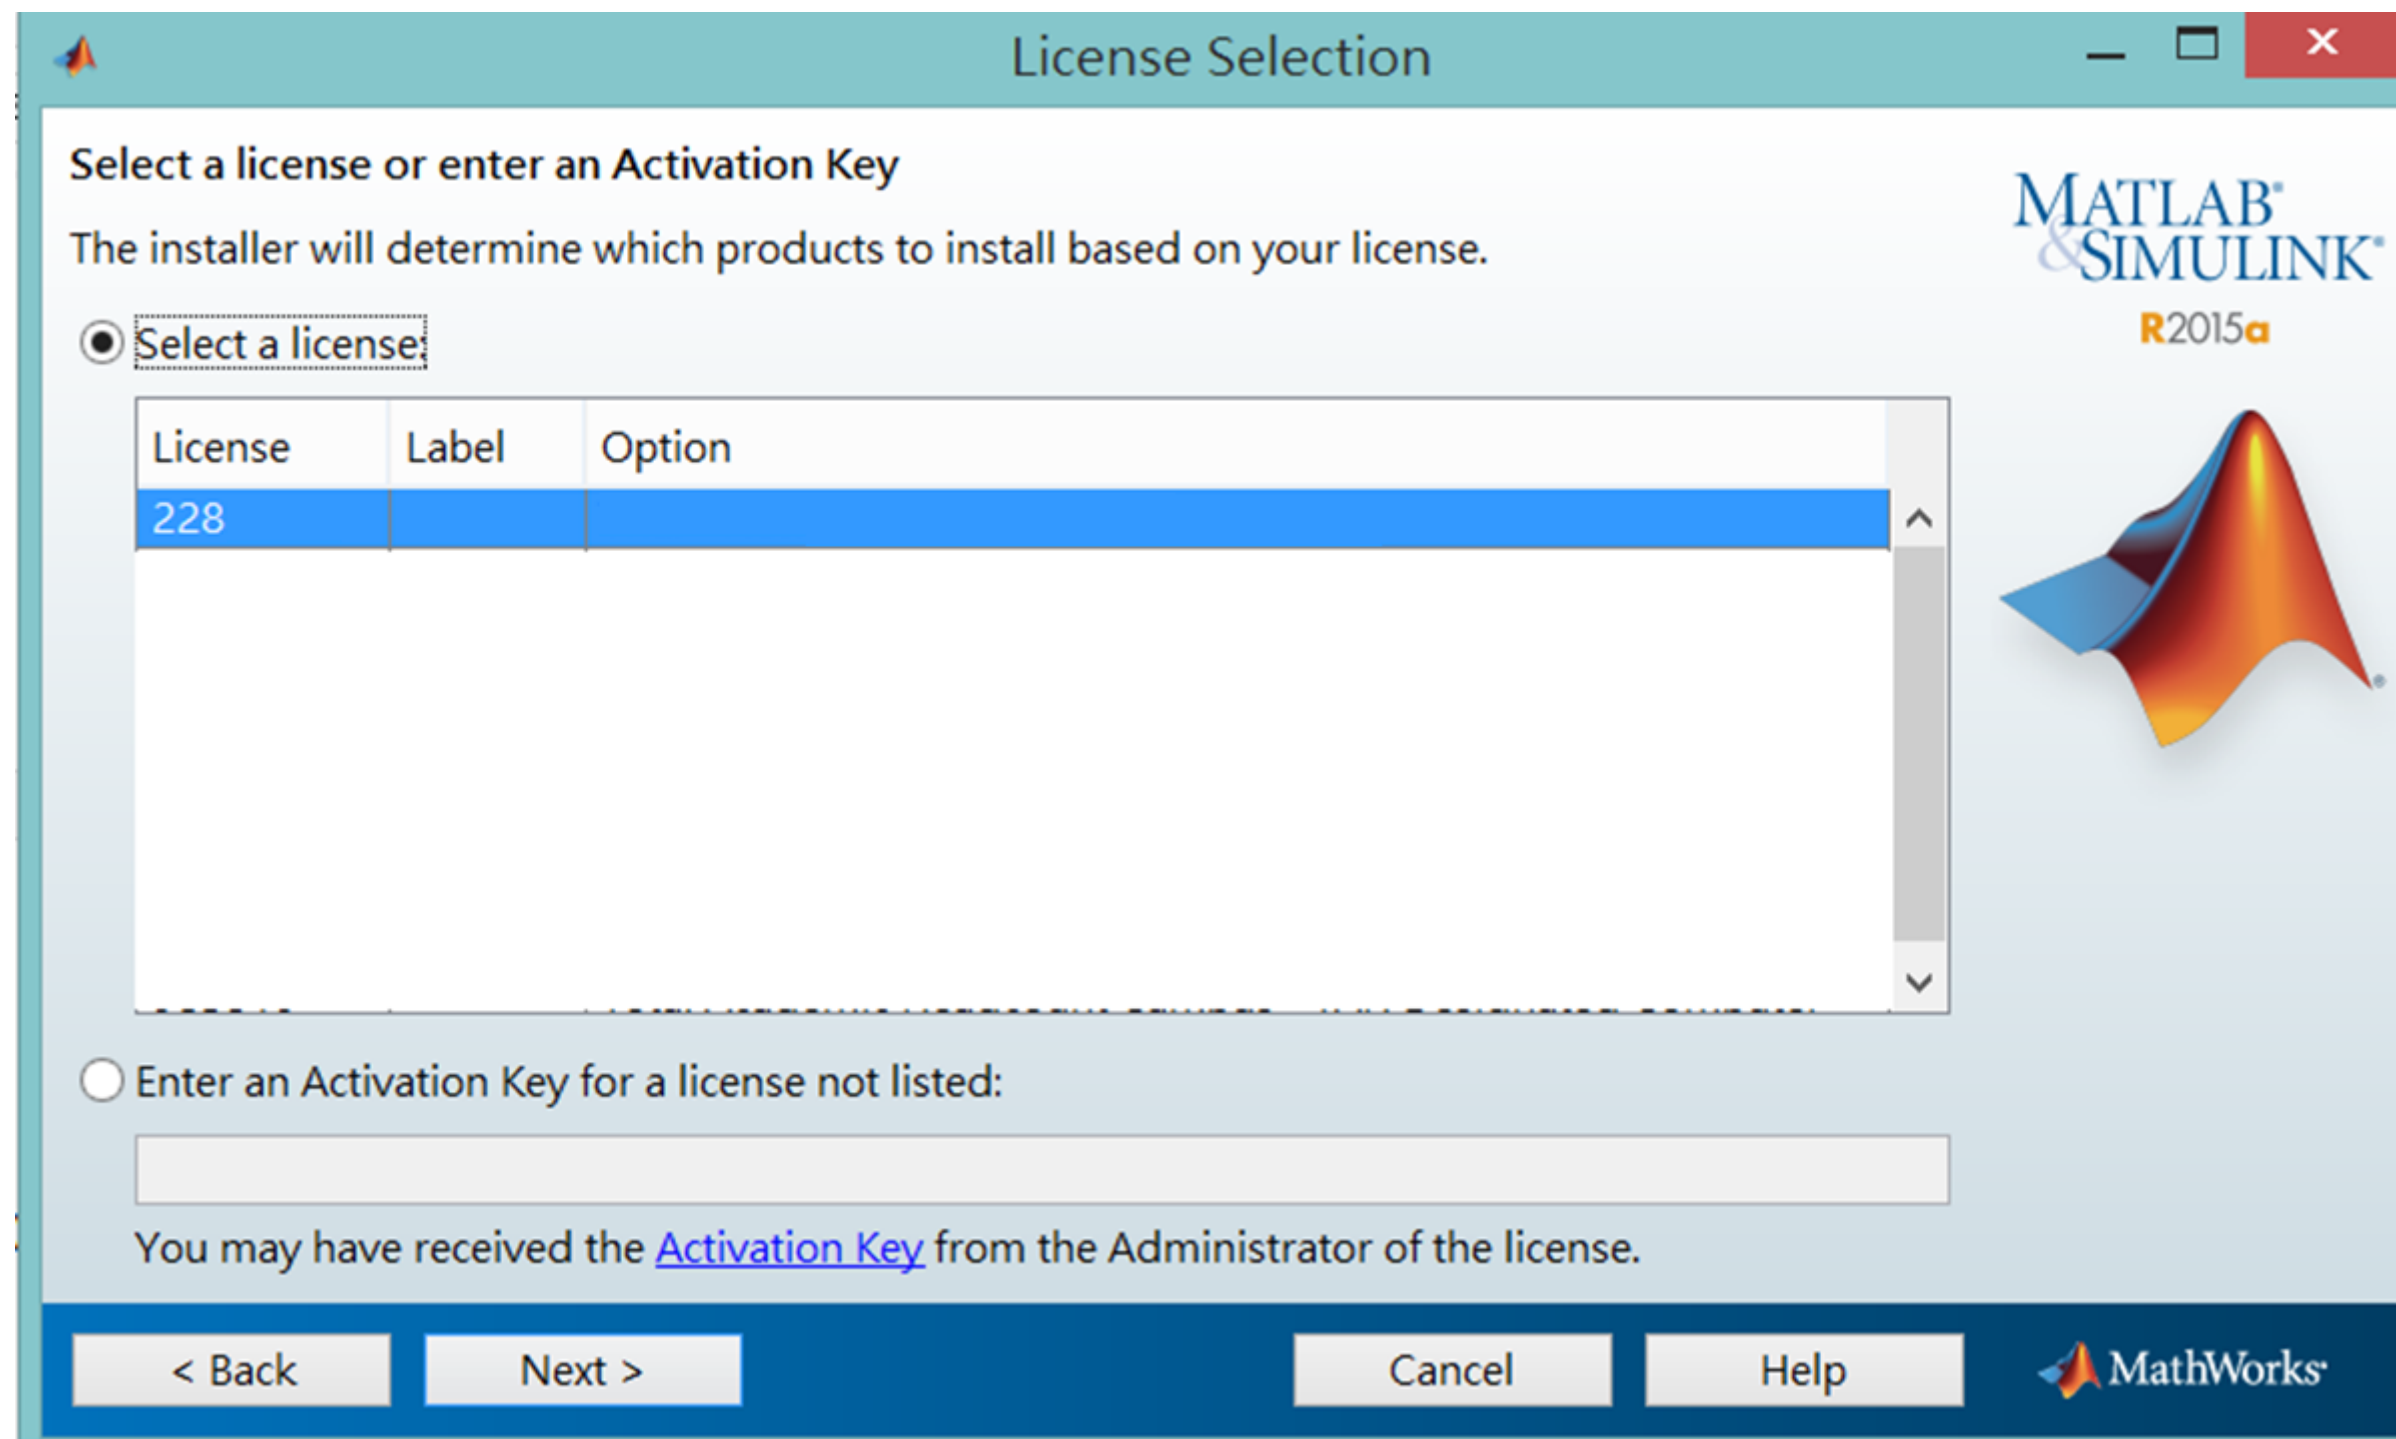 License Selection
Select a license or enter an Activation Key
The installer will determine which products to install based on your license.
MATLAB®
&SIMULINK®
R2015a
Select a license:
License Label Option
228
®
Enter an Activation Key for a license not listed:
You may have received the Activation Key from the Administrator of the license.
< Back Next > Cancel Help MathWorks®